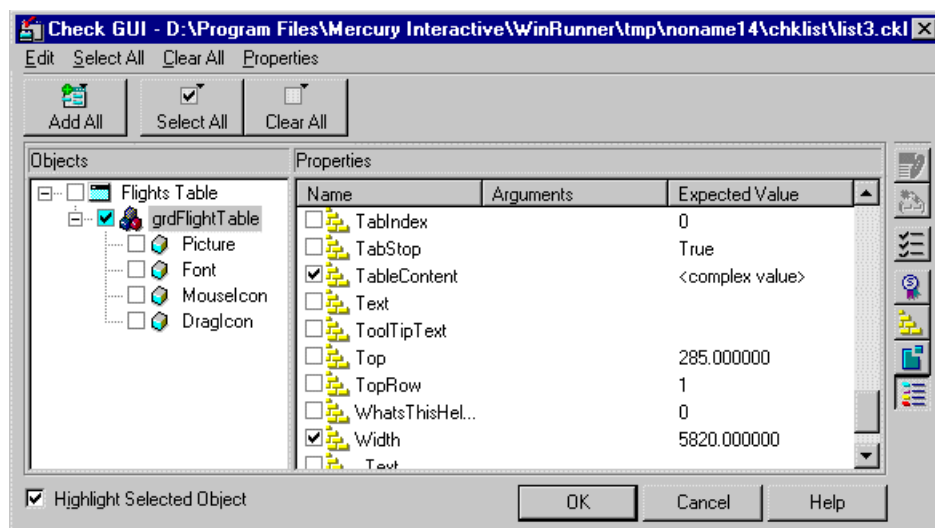 Check GUI - D:\Program Files\Mercury Interactive\WinRunner\tmp\noname14\chklist\list3.ckl
Edit Select All Clear All Properties
Add All Select All Clear All
Objects Properties
Name Arguments Expected Value
Flights Table
grdFlightTable
Picture
Font
MouseIcon
DragIcon
TabIndex 0
TabStop True
TableContent <complex value>
Text
ToolTipText
Top 285.000000
TopRow 1
WhatsThisHel... 0
Width 5820.000000
_Text
Highlight Selected Object OK Cancel Help